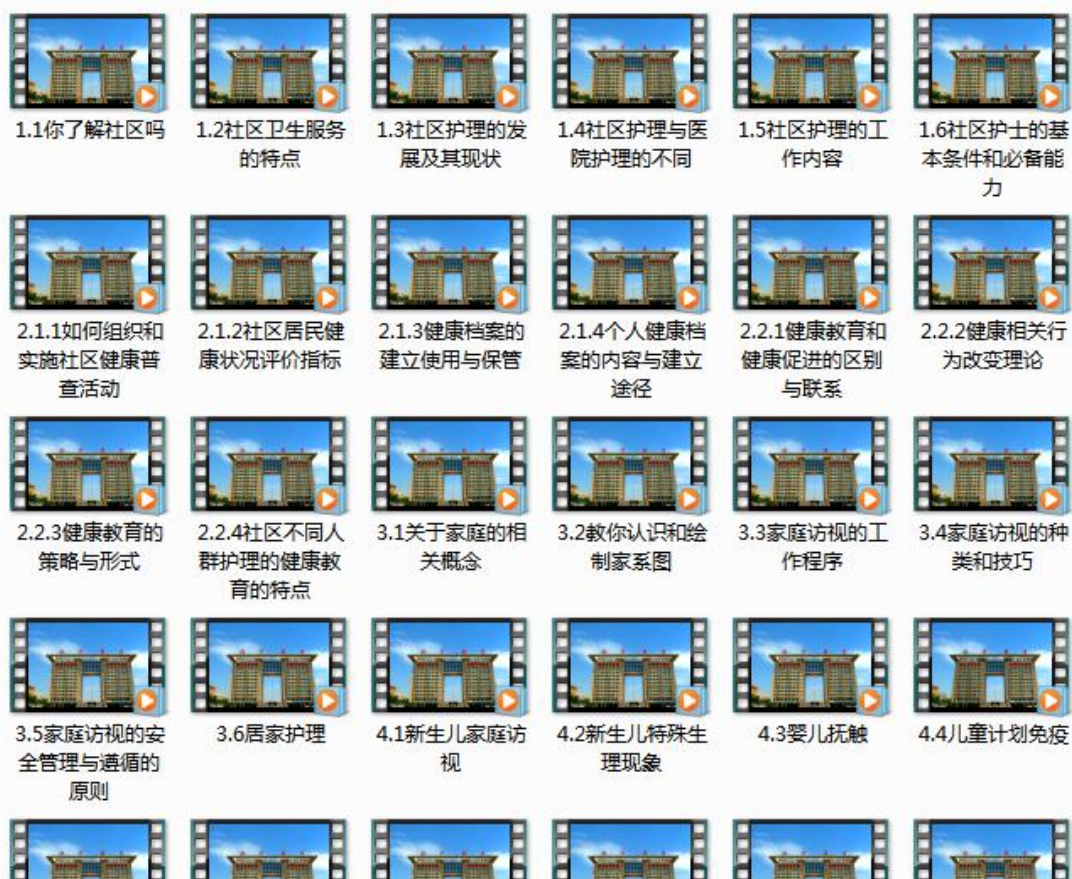 1.1你了解社区吗
1.2社区卫生服务
的特点
1.3社区护理的发
展及其现状
1.4社区护理与医
院护理的不同
1.5社区护理的工
作内容
1.6社区护士的基
本条件和必备能
力
2.1.1如何组织和
实施社区健康普
查活动
2.1.2社区居民健
康状况评价指标
2.1.3健康档案的
建立使用与保管
2.1.4个人健康档
案的内容与建立
途径
2.2.1健康教育和
健康促进的区别
与联系
2.2.2健康相关行
为改变理论
2.2.3健康教育的
策略与形式
2.2.4社区不同人
群护理的健康教
育的特点
3.1关于家庭的相
关概念
3.2教你认识和绘
制家系图
3.3家庭访视的工
作程序
3.4家庭访视的种
类和技巧
3.5家庭访视的安
全管理与遵循的
原则
3.6居家护理
4.1新生儿家庭访
视
4.2新生儿特殊生
理现象
4.3婴儿抚触
4.4儿童计划免疫